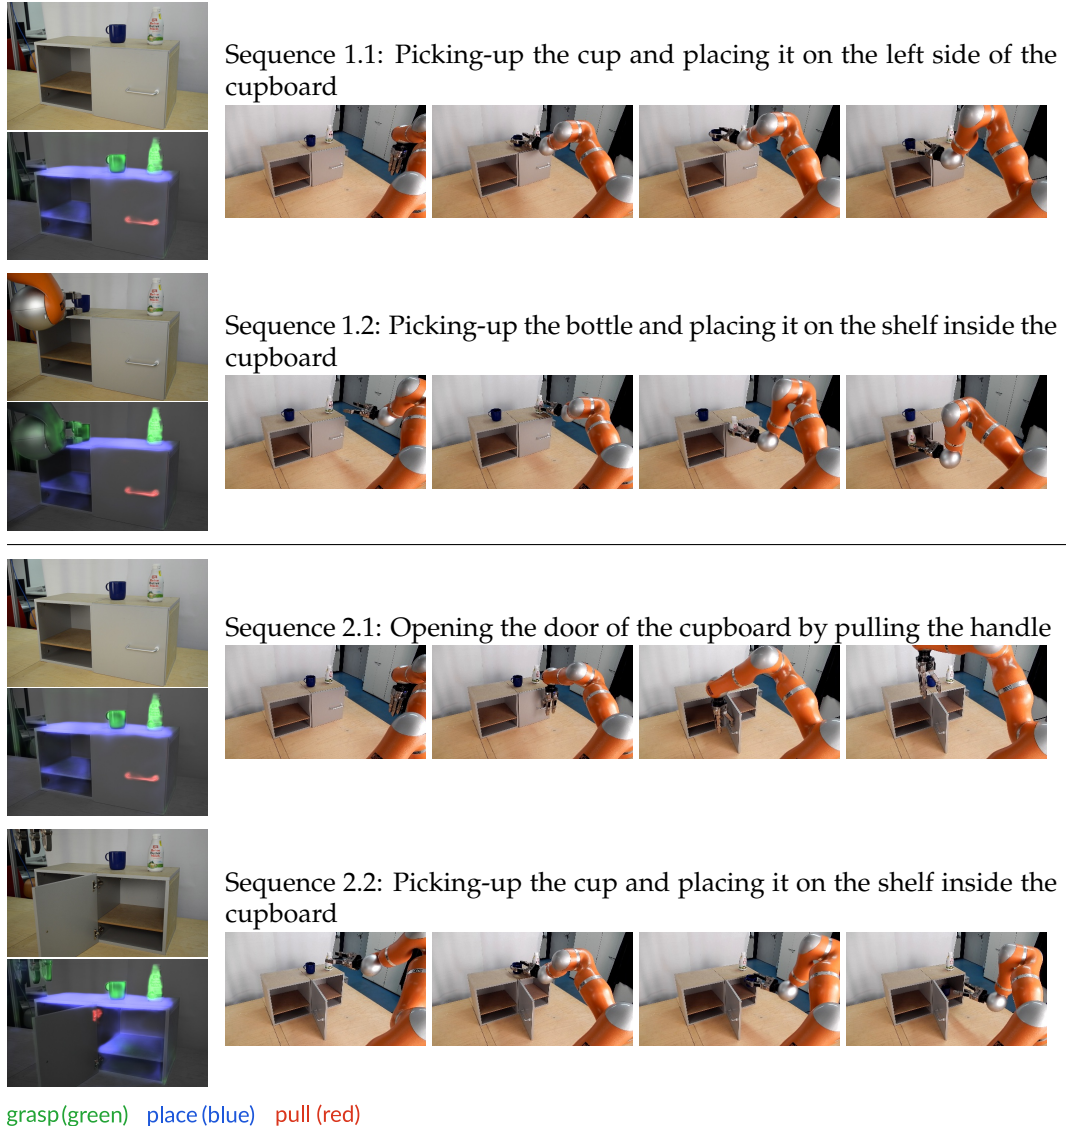 Sequence 1.1: Picking-up the cup and placing it on the left side of the
cupboard
Sequence 1.2: Picking-up the bottle and placing it on the shelf inside the
cupboard
Sequence 2.1: Opening the door of the cupboard by pulling the handle
Sequence 2.2: Picking-up the cup and placing it on the shelf inside the
cupboard
grasp (green) place (blue) pull (red)